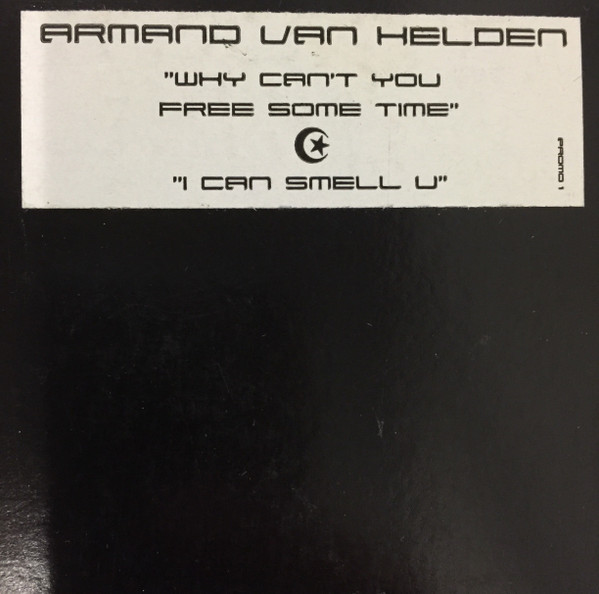 ARMAND VAN HELDEN
"WHY CAN'T YOU
FREE SOME TIME"
"I CAN SMELL U"
PROMO 1